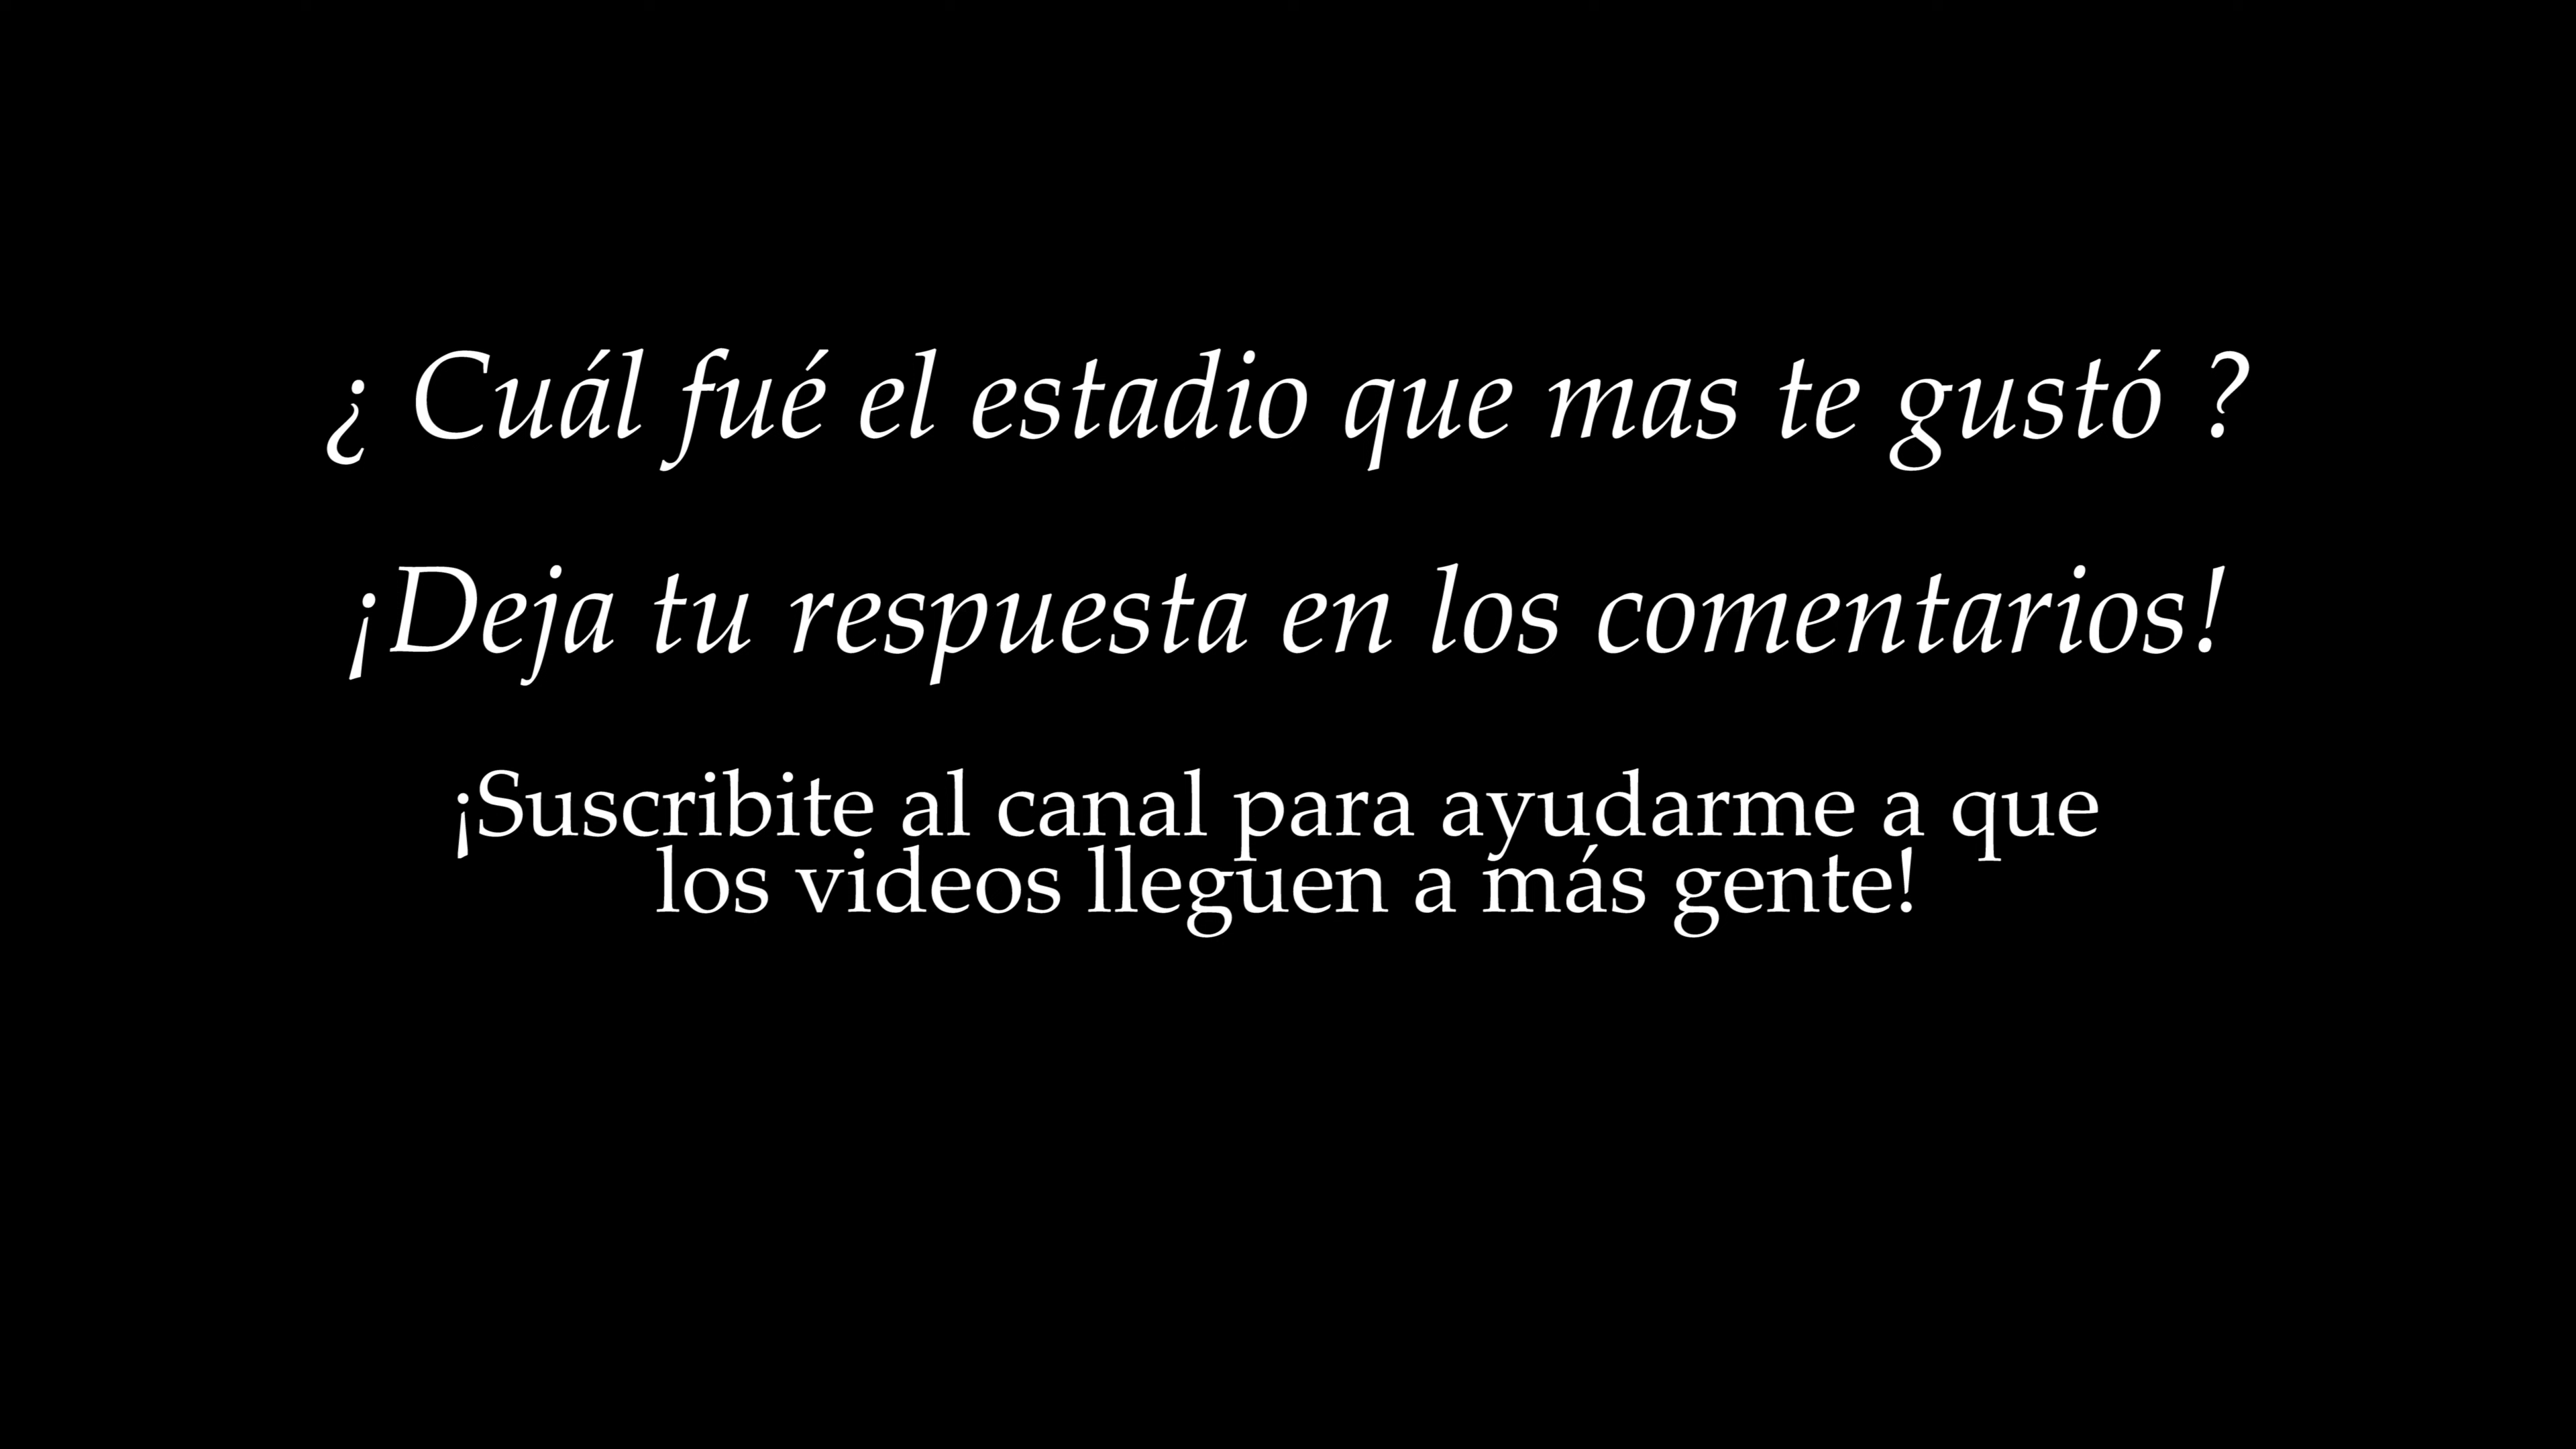 ¿ Cuál fué el estadio que mas te gustó ?
¡Deja tu respuesta en los comentarios!
¡Suscribite al canal para ayudarme a que
los videos lleguen a más gente!